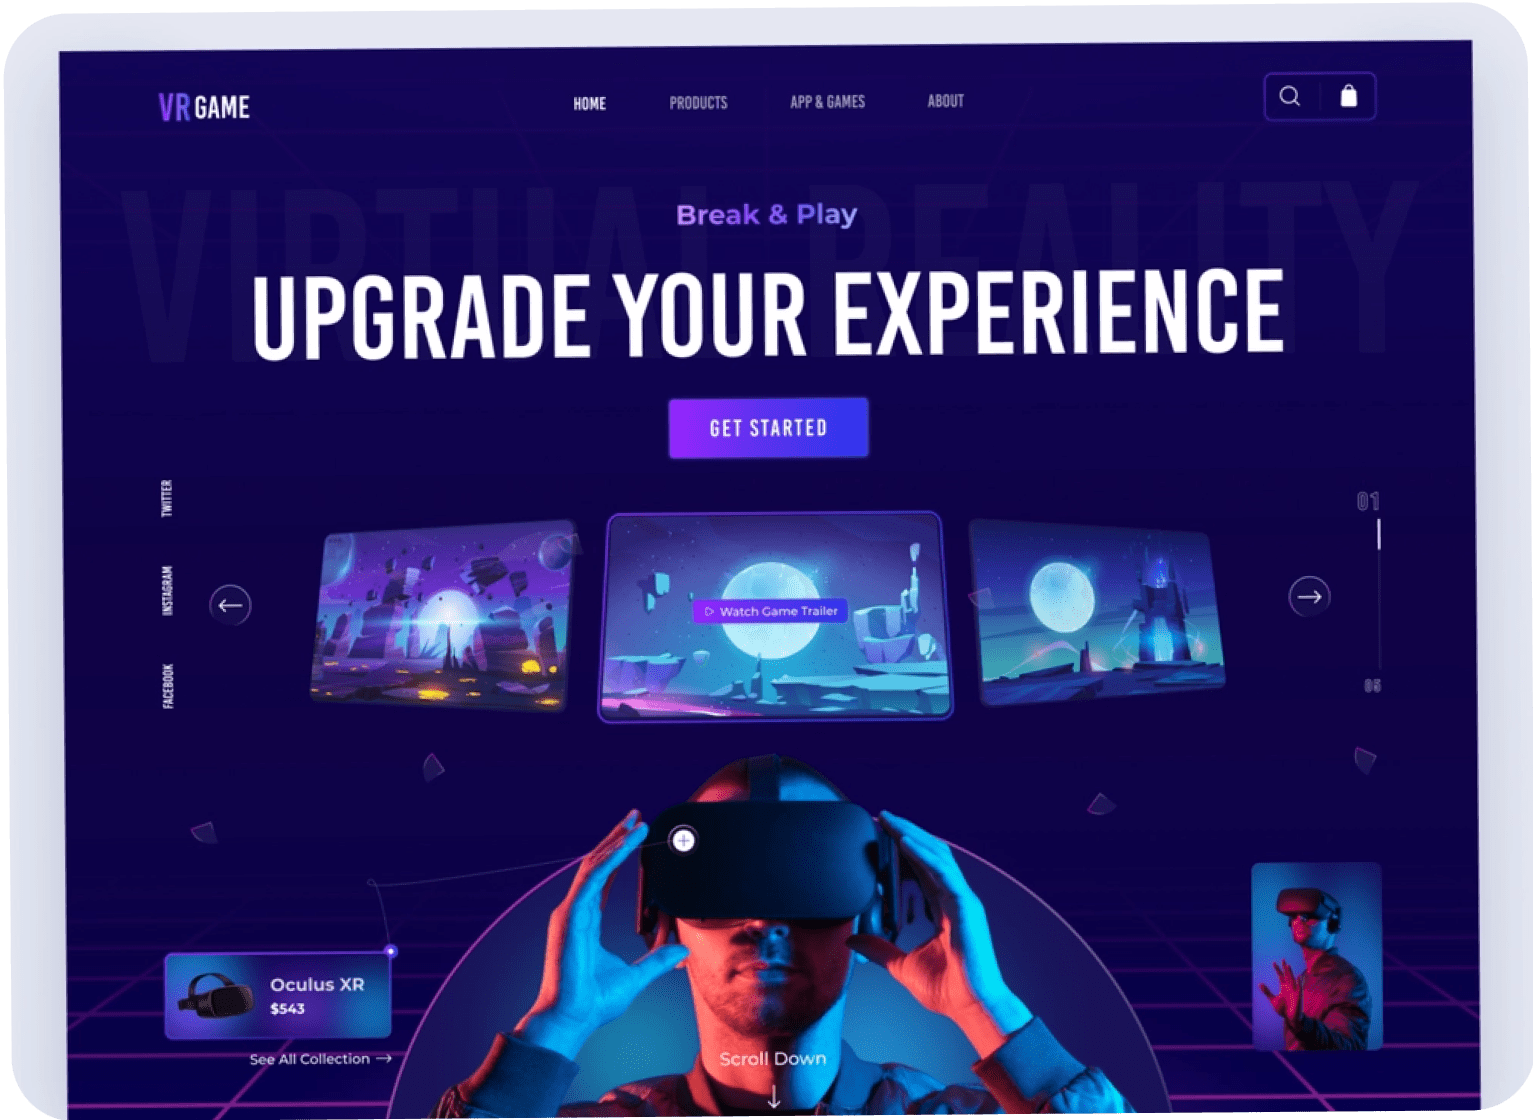 VR GAME
HOME
PRODUCTS
APP & GAMES
ABOUT
VIRTUAL REALITY
Break & Play
UPGRADE YOUR EXPERIENCE
GET STARTED
TWITTER
INSTAGRAM
FACEBOOK
01
05
Watch Game Trailer
Oculus XR
$543
See All Collection
Scroll Down